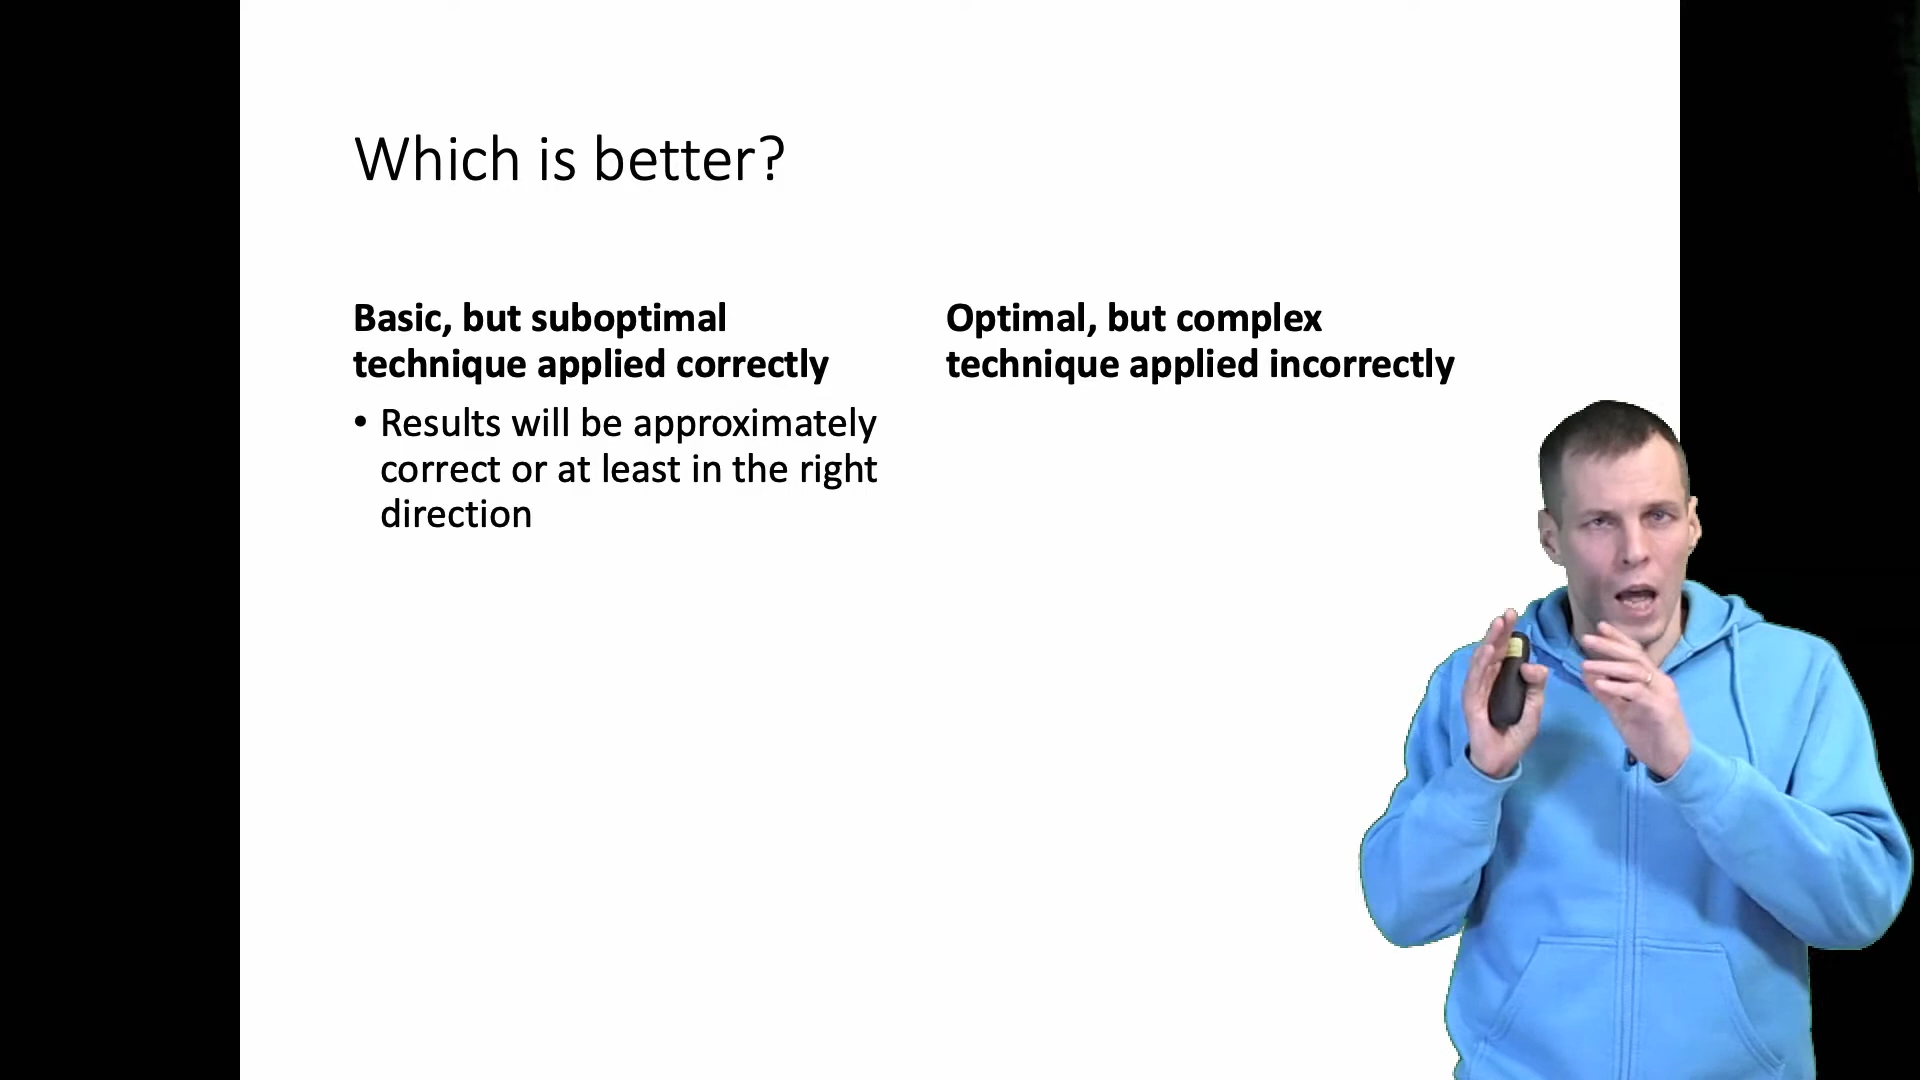 Which is better?
Basic, but suboptimal
technique applied correctly
• Results will be approximately
correct or at least in the right
direction
Optimal, but complex
technique applied incorrectly